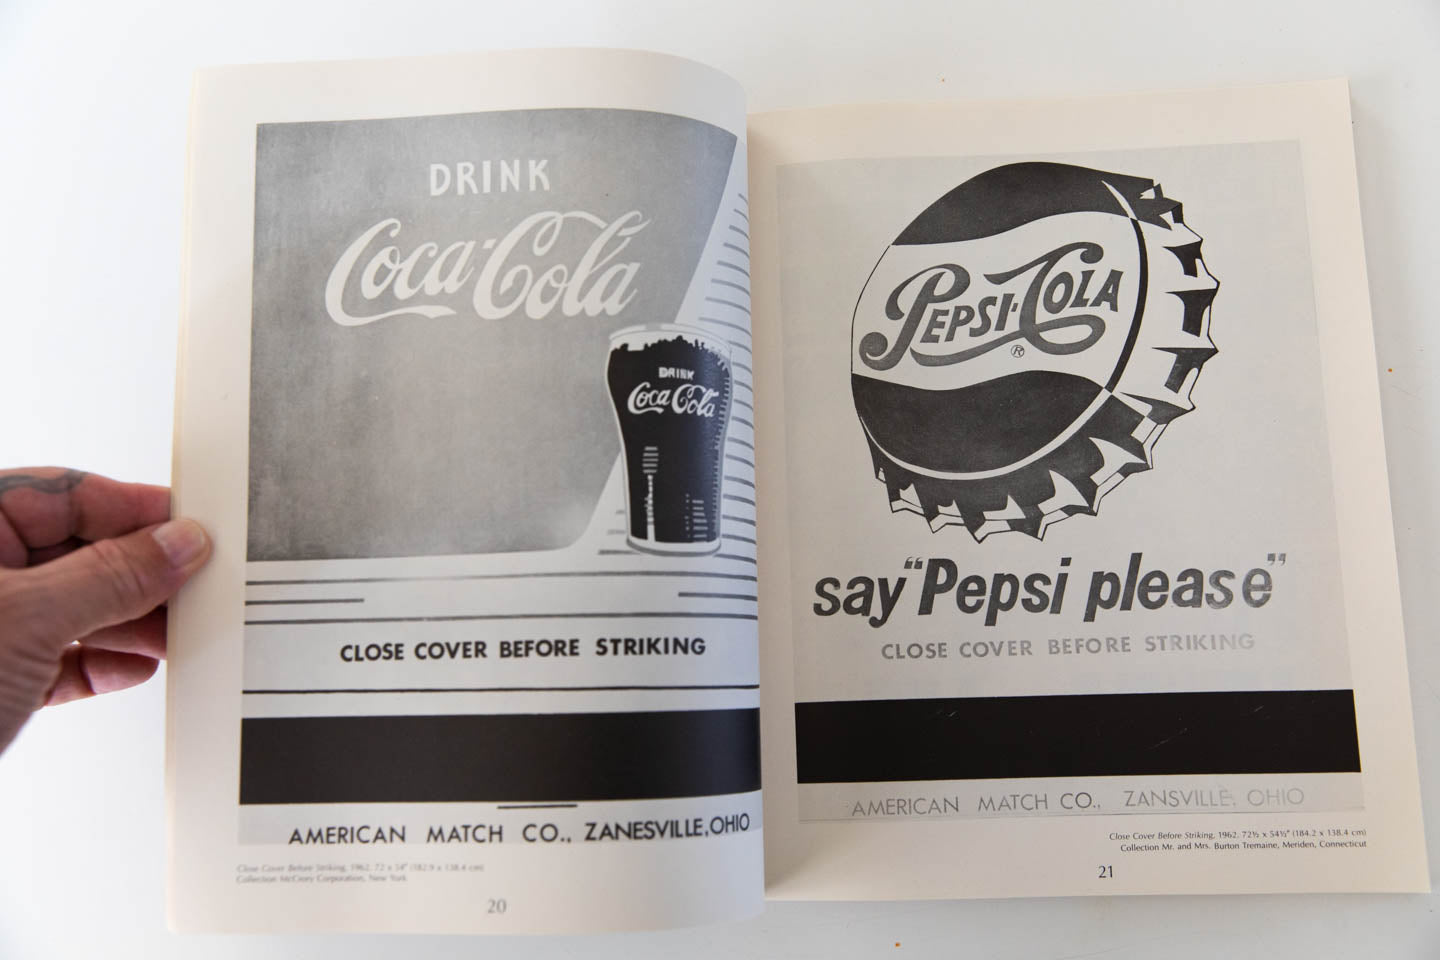 DRINK
Coca-Cola
DRINK
Coca-Cola
CLOSE COVER BEFORE STRIKING
AMERICAN MATCH CO., ZANESVILLE, OHIO
Close Cover Before Striking, 1962. 72 x 54" (182.9 x 138.4 cm)
Collection McCrory Corporation, New York
20
PEPSI-COLA
®
say "Pepsi please"
CLOSE COVER BEFORE STRIKING
AMERICAN MATCH CO., ZANSVILLE, OHIO
Close Cover Before Striking, 1962. 72½ x 54½" (184.2 x 138.4 cm)
Collection Mr. and Mrs. Burton Tremaine, Meriden, Connecticut
21